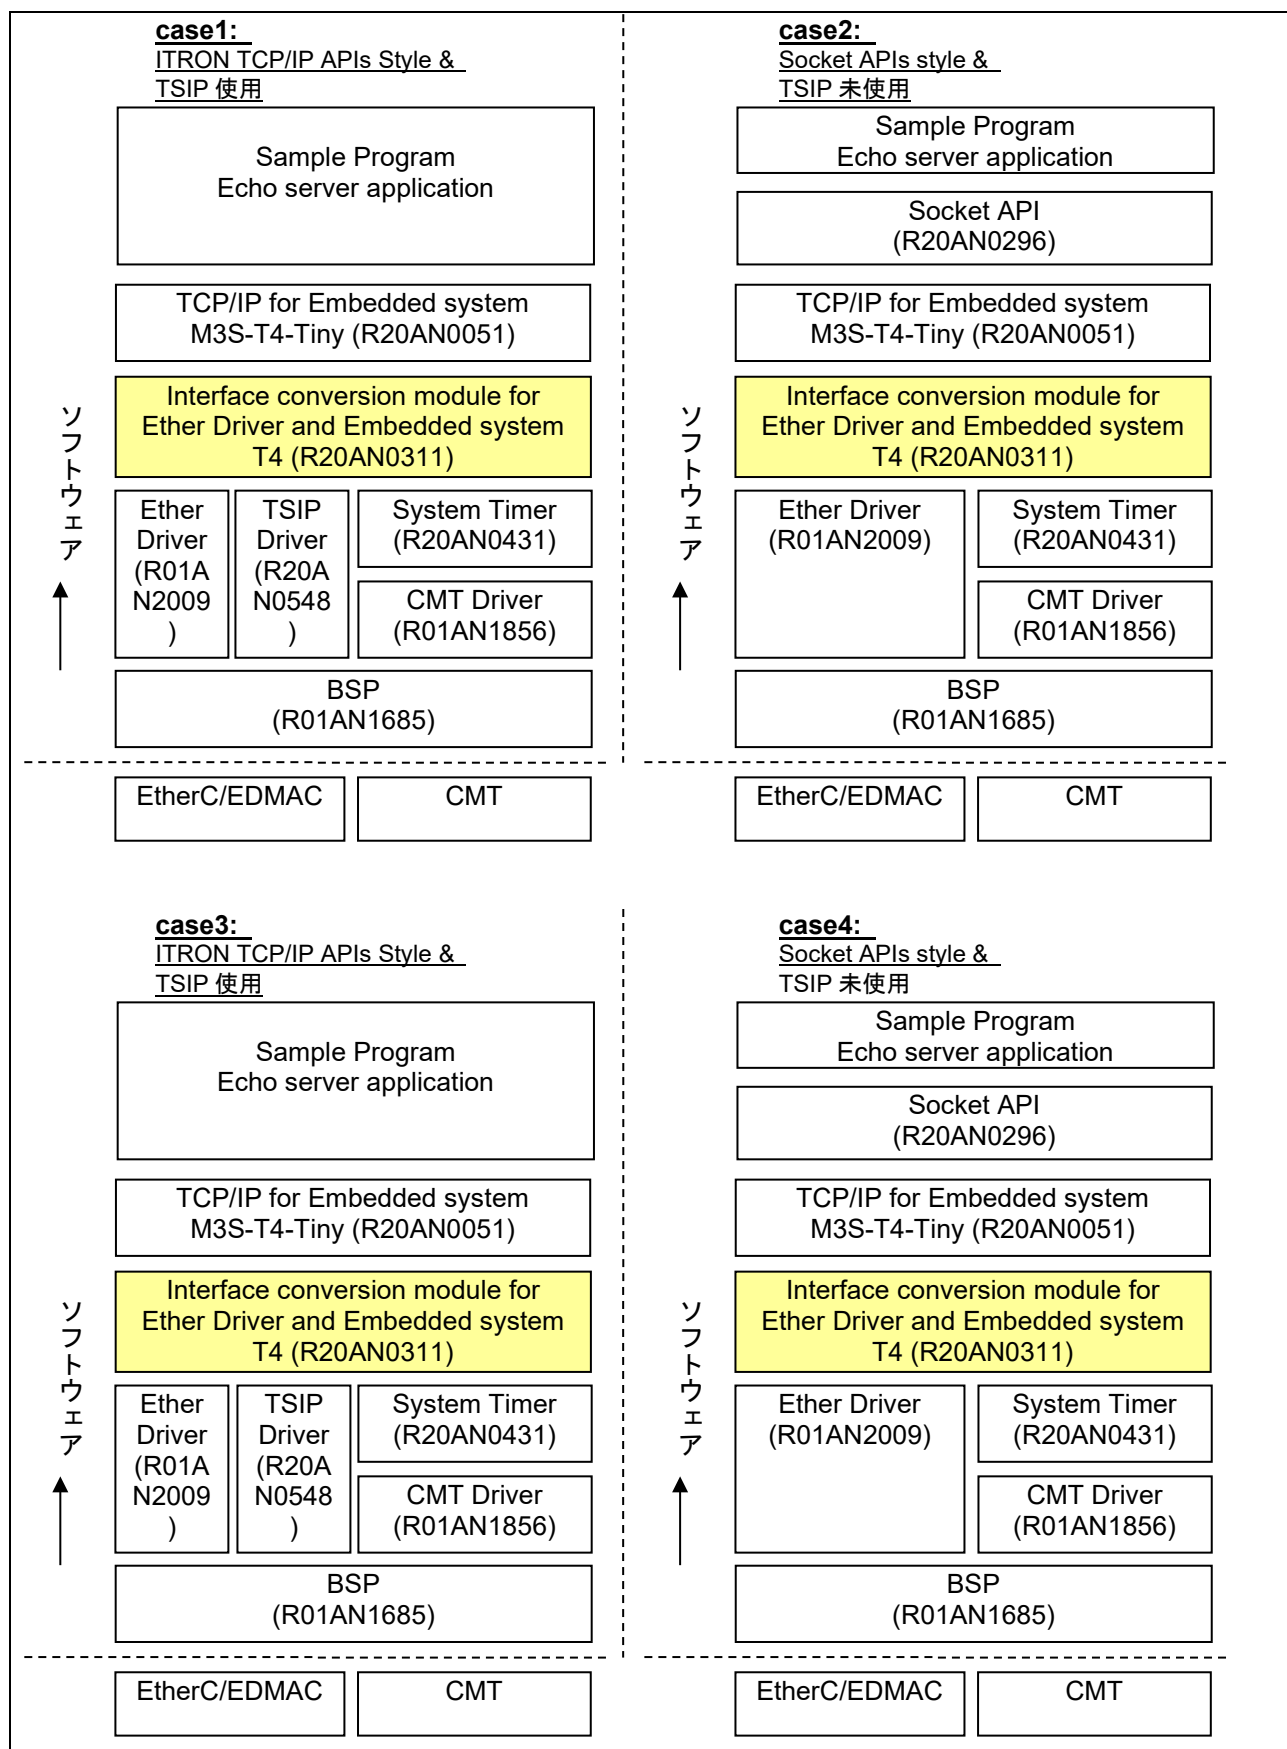 case1:
ITRON TCP/IP APIs Style &
TSIP 使用
Sample Program
Echo server application
TCP/IP for Embedded system
M3S-T4-Tiny (R20AN0051)
Interface conversion module for
Ether Driver and Embedded system
T4 (R20AN0311)
Ether
Driver
(R01A
N2009
)
TSIP
Driver
(R20A
N0548
)
System Timer
(R20AN0431)
CMT Driver
(R01AN1856)
BSP
(R01AN1685)
ソフトウェア
EtherC/EDMAC
CMT
case2:
Socket APIs style &
TSIP 未使用
Sample Program
Echo server application
Socket API
(R20AN0296)
TCP/IP for Embedded system
M3S-T4-Tiny (R20AN0051)
Interface conversion module for
Ether Driver and Embedded system
T4 (R20AN0311)
Ether Driver
(R01AN2009)
System Timer
(R20AN0431)
CMT Driver
(R01AN1856)
BSP
(R01AN1685)
ソフトウェア
EtherC/EDMAC
CMT
case3:
ITRON TCP/IP APIs Style &
TSIP 使用
Sample Program
Echo server application
TCP/IP for Embedded system
M3S-T4-Tiny (R20AN0051)
Interface conversion module for
Ether Driver and Embedded system
T4 (R20AN0311)
Ether
Driver
(R01A
N2009
)
TSIP
Driver
(R20A
N0548
)
System Timer
(R20AN0431)
CMT Driver
(R01AN1856)
BSP
(R01AN1685)
ソフトウェア
EtherC/EDMAC
CMT
case4:
Socket APIs style &
TSIP 未使用
Sample Program
Echo server application
Socket API
(R20AN0296)
TCP/IP for Embedded system
M3S-T4-Tiny (R20AN0051)
Interface conversion module for
Ether Driver and Embedded system
T4 (R20AN0311)
Ether Driver
(R01AN2009)
System Timer
(R20AN0431)
CMT Driver
(R01AN1856)
BSP
(R01AN1685)
ソフトウェア
EtherC/EDMAC
CMT